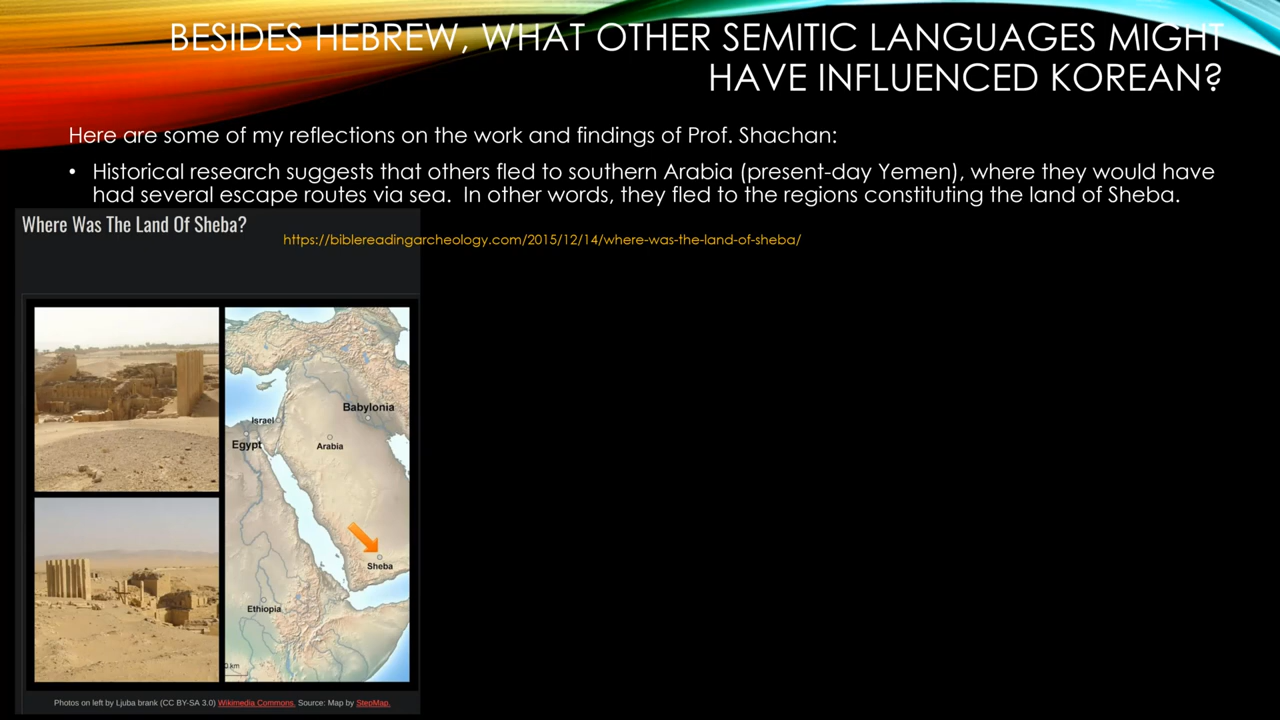 BESIDES HEBREW, WHAT OTHER SEMITIC LANGUAGES MIGHT
HAVE INFLUENCED KOREAN?
Here are some of my reflections on the work and findings of Prof. Shachan:
• Historical research suggests that others fled to southern Arabia (present-day Yemen), where they would have
had several escape routes via sea.  In other words, they fled to the regions constituting the land of Sheba.
Where Was The Land Of Sheba?
https://biblereadingarcheology.com/2015/12/14/where-was-the-land-of-sheba/
Babylonia
Israel
Egypt
Arabia
Sheba
Ethiopia
0 km
Photos on left by Ljuba brank (CC BY-SA 3.0) Wikimedia Commons. Source: Map by StepMap.